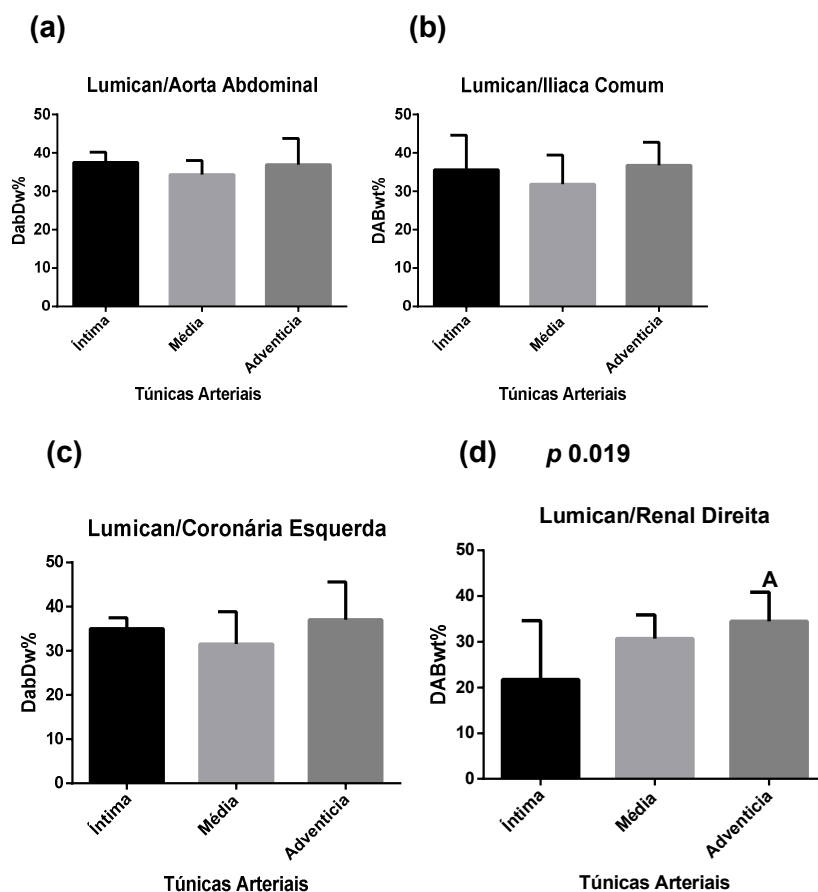 (a)
Lumican/Aorta Abdominal
DabDw%
50
40
30
20
10
0
Íntima
Média
Adventicia
Túnicas Arteriais
(b)
Lumican/Iliaca Comum
DABwt%
50
40
30
20
10
0
Íntima
Média
Adventicia
Túnicas Arteriais
(c)
Lumican/Coronária Esquerda
DabDw%
50
40
30
20
10
0
Íntima
Média
Adventicia
Túnicas Arteriais
(d) p 0.019
Lumican/Renal Direita
DABwt%
50
40
30
20
10
0
A
Íntima
Média
Adventicia
Túnicas Arteriais